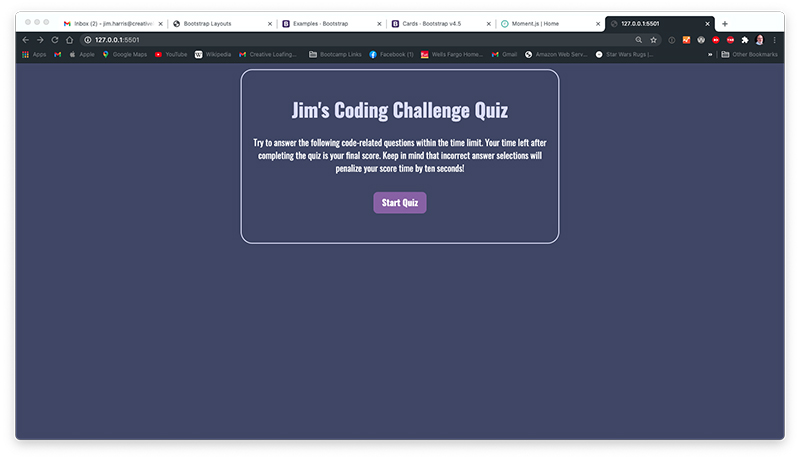 Inbox (2) - jim.harris@creative
Bootstrap Layouts
Examples · Bootstrap
Cards · Bootstrap v4.5
Moment.js | Home
127.0.0.1:5501
127.0.0.1:5501
Apps
Apple
Google Maps
YouTube
Wikipedia
Creative Loafing...
Bootcamp Links
Facebook (1)
Wells Fargo Home...
Gmail
Amazon Web Serv...
Star Wars Rugs |...
Other Bookmarks
Jim's Coding Challenge Quiz
Try to answer the following code-related questions within the time limit. Your time left after
completing the quiz is your final score. Keep in mind that incorrect answer selections will
penalize your score time by ten seconds!
Start Quiz